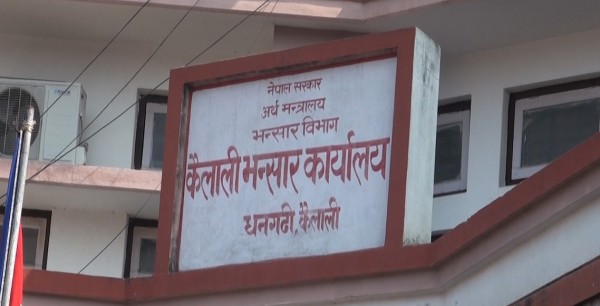 नेपाल सरकार
अर्थ मन्त्रालय
भन्सार विभाग
कैलाली भन्सार कार्यालय
धनगढी, कैलाली